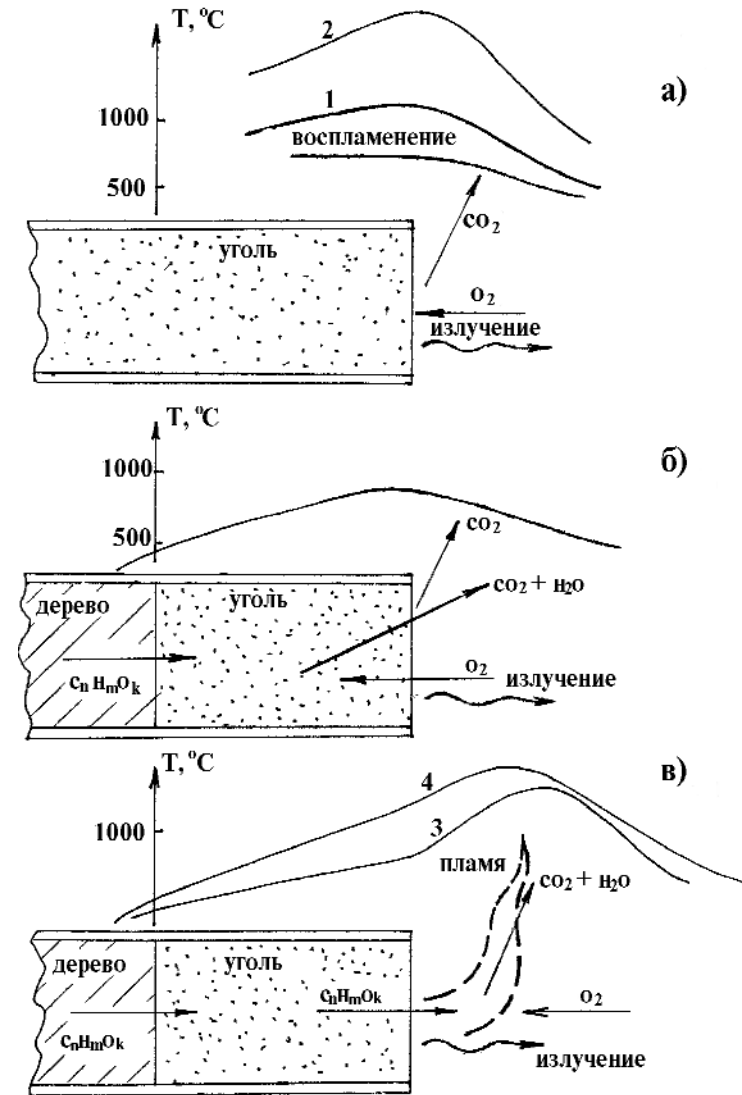 T, °C
2
а)
1000
1
воспламенение
500
уголь
CO₂
O₂
излучение
T, °C
б)
1000
500
CO₂
дерево
уголь
CO₂ + H₂O
CₙHₘOₖ
O₂
излучение
T, °C
в)
4
1000
3
пламя
CO₂ + H₂O
дерево
уголь
CₙHₘOₖ
O₂
CₙHₘOₖ
излучение